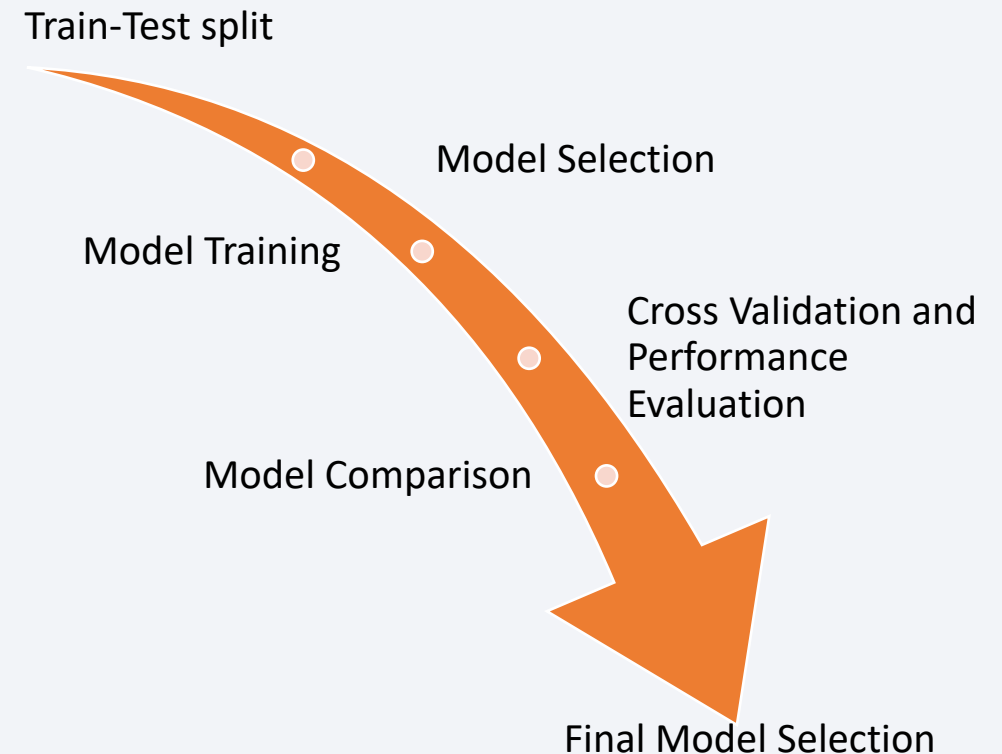 Train-Test split
Model Selection
Model Training
Cross Validation and
Performance
Evaluation
Model Comparison
Final Model Selection